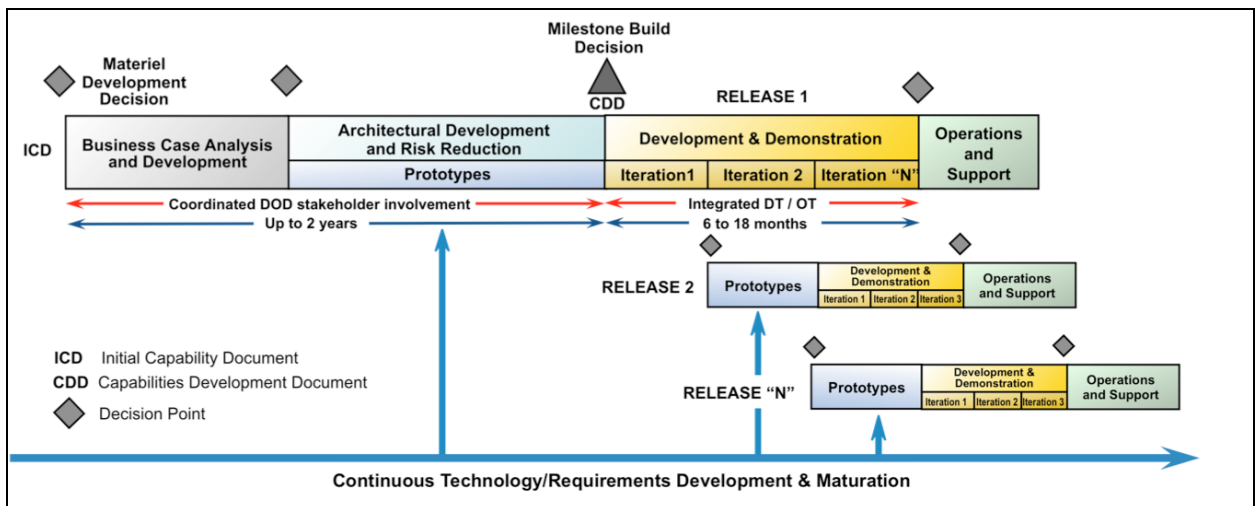 Milestone Build
Decision
Materiel
Development
Decision
CDD
RELEASE 1
ICD
Business Case Analysis
and Development
Architectural Development
and Risk Reduction
Prototypes
Development & Demonstration
Iteration1
Iteration 2
Iteration “N”
Operations
and
Support
Coordinated DOD stakeholder involvement
Integrated DT / OT
Up to 2 years
6 to 18 months
RELEASE 2
Prototypes
Development &
Demonstration
Iteration 1
Iteration 2
Iteration 3
Operations
and Support
ICD Initial Capability Document
CDD Capabilities Development Document
Decision Point
RELEASE “N”
Prototypes
Development &
Demonstration
Iteration 1
Iteration 2
Iteration 3
Operations
and Support
Continuous Technology/Requirements Development & Maturation